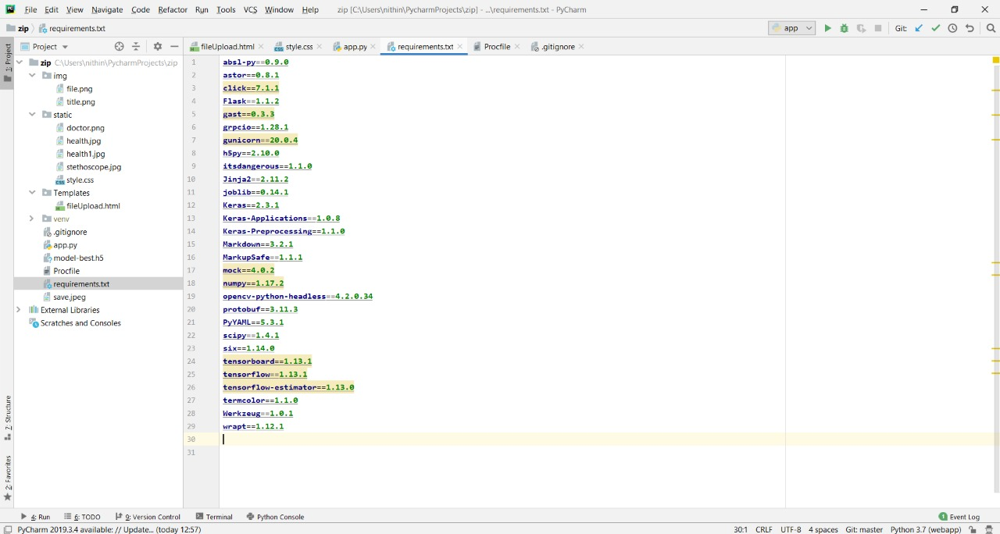 File Edit View Navigate Code Refactor Run Tools VCS Window Help zip [C:\Users\nithin\PycharmProjects\zip] - ...\requirements.txt - PyCharm
zip requirements.txt app Git:
Project fileUpload.html style.css app.py requirements.txt Procfile .gitignore
1: Project
zip C:\Users\nithin\PycharmProjects\zip
img
file.png
title.png
static
doctor.png
health.jpg
health1.jpg
stethoscope.jpg
style.css
Templates
fileUpload.html
venv
.gitignore
app.py
model-best.h5
Procfile
requirements.txt
save.jpeg
External Libraries
Scratches and Consoles
7: Structure
2: Favorites
1 absl-py==0.9.0
2 astor==0.8.1
3 click==7.1.1
4 Flask==1.1.2
5 gast==0.3.3
6 grpcio==1.28.1
7 gunicorn==20.0.4
8 h5py==2.10.0
9 itsdangerous==1.1.0
10 Jinja2==2.11.2
11 joblib==0.14.1
12 Keras==2.3.1
13 Keras-Applications==1.0.8
14 Keras-Preprocessing==1.1.0
15 Markdown==3.2.1
16 MarkupSafe==1.1.1
17 mock==4.0.2
18 numpy==1.17.2
19 opencv-python-headless==4.2.0.34
20 protobuf==3.11.3
21 PyYAML==5.3.1
22 scipy==1.4.1
23 six==1.14.0
24 tensorboard==1.13.1
25 tensorflow==1.13.1
26 tensorflow-estimator==1.13.0
27 termcolor==1.1.0
28 Werkzeug==1.0.1
29 wrapt==1.12.1
30
31
4: Run 6: TODO 9: Version Control Terminal Python Console 1 Event Log
PyCharm 2019.3.4 available: // Update... (today 12:57) 30:1 CRLF UTF-8 4 spaces Git: master Python 3.7 (webapp)